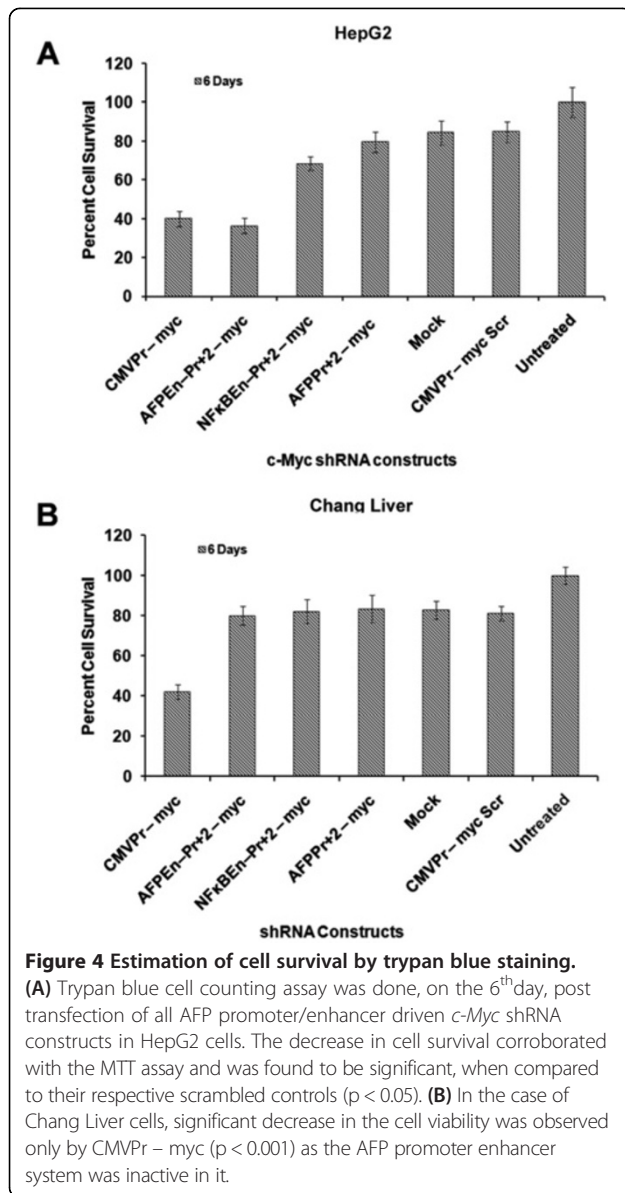 HepG2
A
120
100
80
60
40
20
0
Percent Cell Survival
6 Days
CMVPr – myc
AFPEn–Pr+2 – myc
NFκBEn–Pr+2 – myc
AFPPr+2 – myc
Mock
CMVPr – myc Scr
Untreated
c-Myc shRNA constructs
Chang Liver
B
120
100
80
60
40
20
0
Percent Cell Survival
6 Days
CMVPr – myc
AFPEn–Pr+2 – myc
NFκBEn–Pr+2 – myc
AFPPr+2 – myc
Mock
CMVPr – myc Scr
Untreated
shRNA Constructs
Figure 4 Estimation of cell survival by trypan blue staining.
(A) Trypan blue cell counting assay was done, on the 6th day, post
transfection of all AFP promoter/enhancer driven c-Myc shRNA
constructs in HepG2 cells. The decrease in cell survival corroborated
with the MTT assay and was found to be significant, when compared
to their respective scrambled controls (p < 0.05). (B) In the case of
Chang Liver cells, significant decrease in the cell viability was observed
only by CMVPr – myc (p < 0.001) as the AFP promoter enhancer
system was inactive in it.